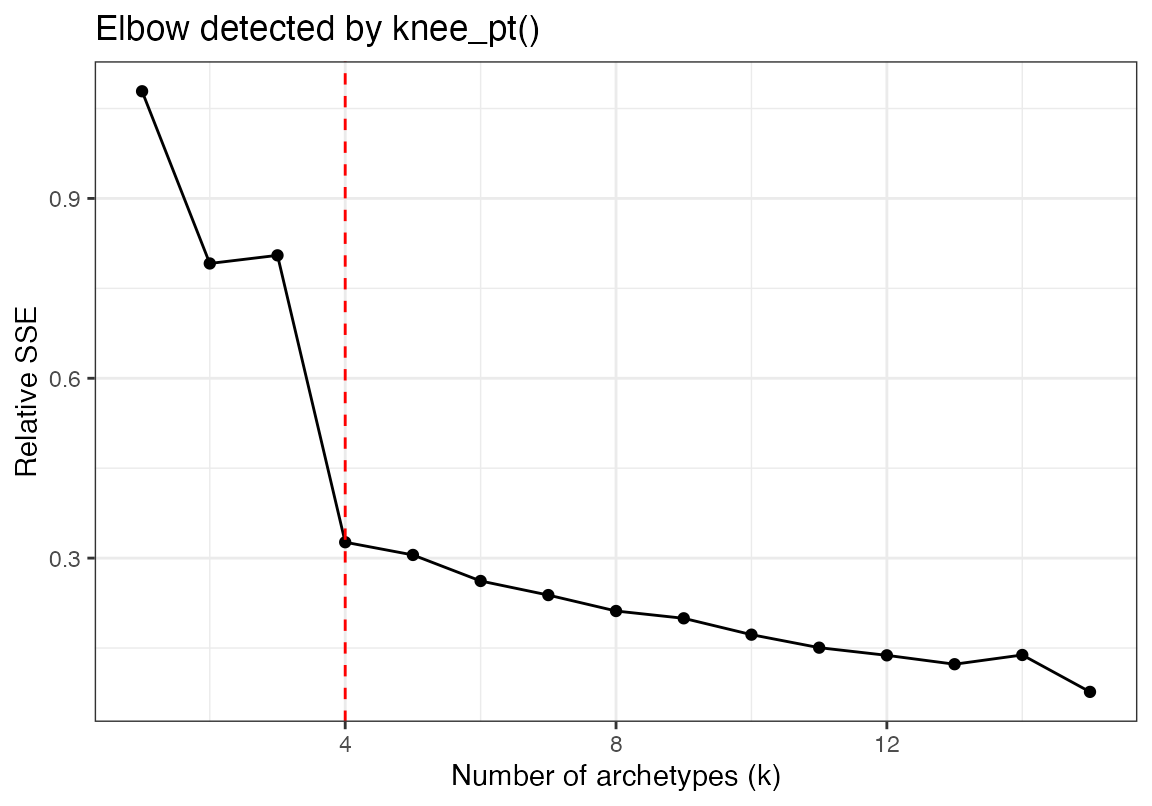 Elbow detected by knee_pt()
Relative SSE
0.9
0.6
0.3
4 8 12
Number of archetypes (k)